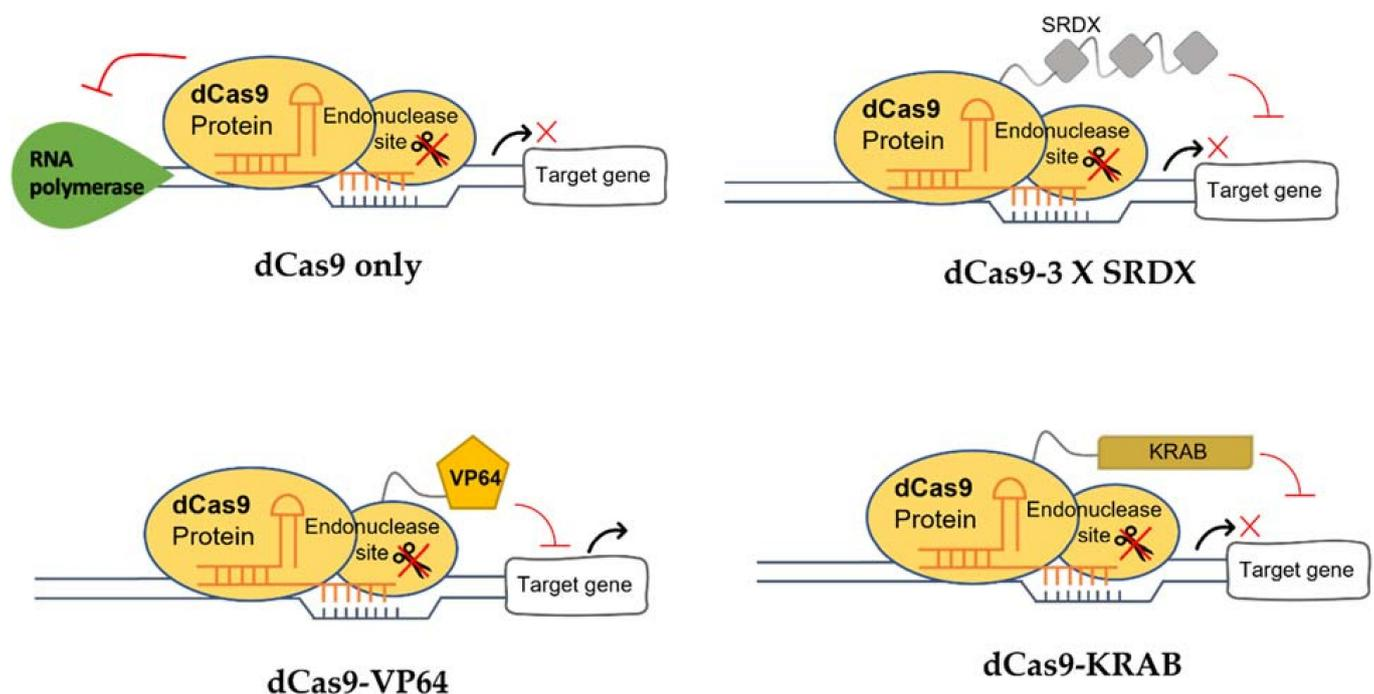 dCas9
Protein
Endonuclease
site
RNA
polymerase
Target gene
dCas9 only
SRDX
dCas9
Protein
Endonuclease
site
Target gene
dCas9-3 X SRDX
VP64
dCas9
Protein
Endonuclease
site
Target gene
dCas9-VP64
KRAB
dCas9
Protein
Endonuclease
site
Target gene
dCas9-KRAB